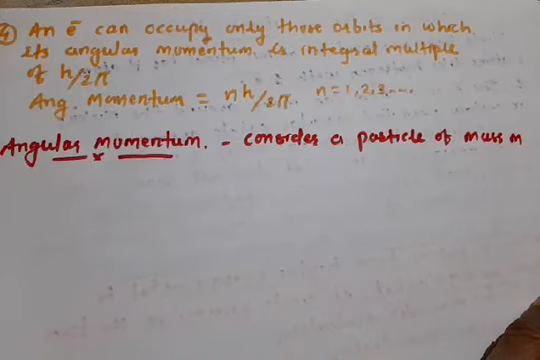 ④ An ē can occupy only those orbits in which
its angular momentum is integral multiple
of h/2π
Ang. Momentum = nh/2π. n=1,2,3,...
Angular momentum. - consider a particle of mass m